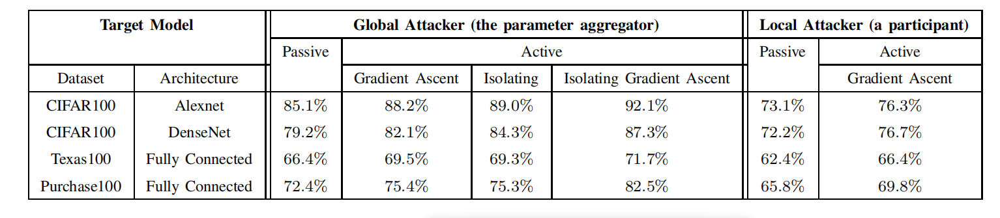 Target Model Global Attacker (the parameter aggregator) Local Attacker (a participant)
Passive Active Passive Active
Dataset Architecture Gradient Ascent Isolating Isolating Gradient Ascent Gradient Ascent
CIFAR100 Alexnet 85.1% 88.2% 89.0% 92.1% 73.1% 76.3%
CIFAR100 DenseNet 79.2% 82.1% 84.3% 87.3% 72.2% 76.7%
Texas100 Fully Connected 66.4% 69.5% 69.3% 71.7% 62.4% 66.4%
Purchase100 Fully Connected 72.4% 75.4% 75.3% 82.5% 65.8% 69.8%